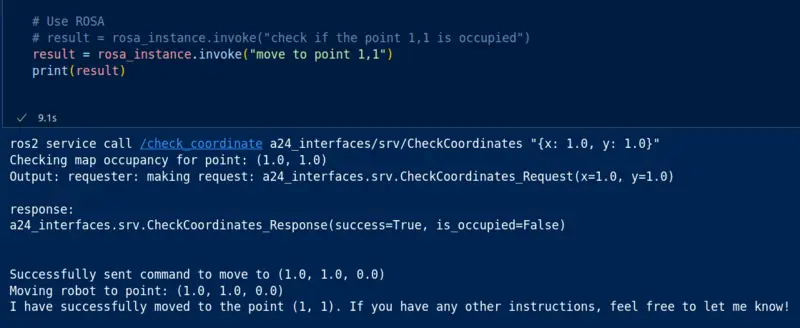 # Use ROSA
# result = rosa_instance.invoke("check if the point 1,1 is occupied")
result = rosa_instance.invoke("move to point 1,1")
print(result)
9.1s
ros2 service call /check_coordinate a24_interfaces/srv/CheckCoordinates "{x: 1.0, y: 1.0}"
Checking map occupancy for point: (1.0, 1.0)
Output: requester: making request: a24_interfaces.srv.CheckCoordinates_Request(x=1.0, y=1.0)
response:
a24_interfaces.srv.CheckCoordinates_Response(success=True, is_occupied=False)
Successfully sent command to move to (1.0, 1.0, 0.0)
Moving robot to point: (1.0, 1.0, 0.0)
I have successfully moved to the point (1, 1). If you have any other instructions, feel free to let me know!